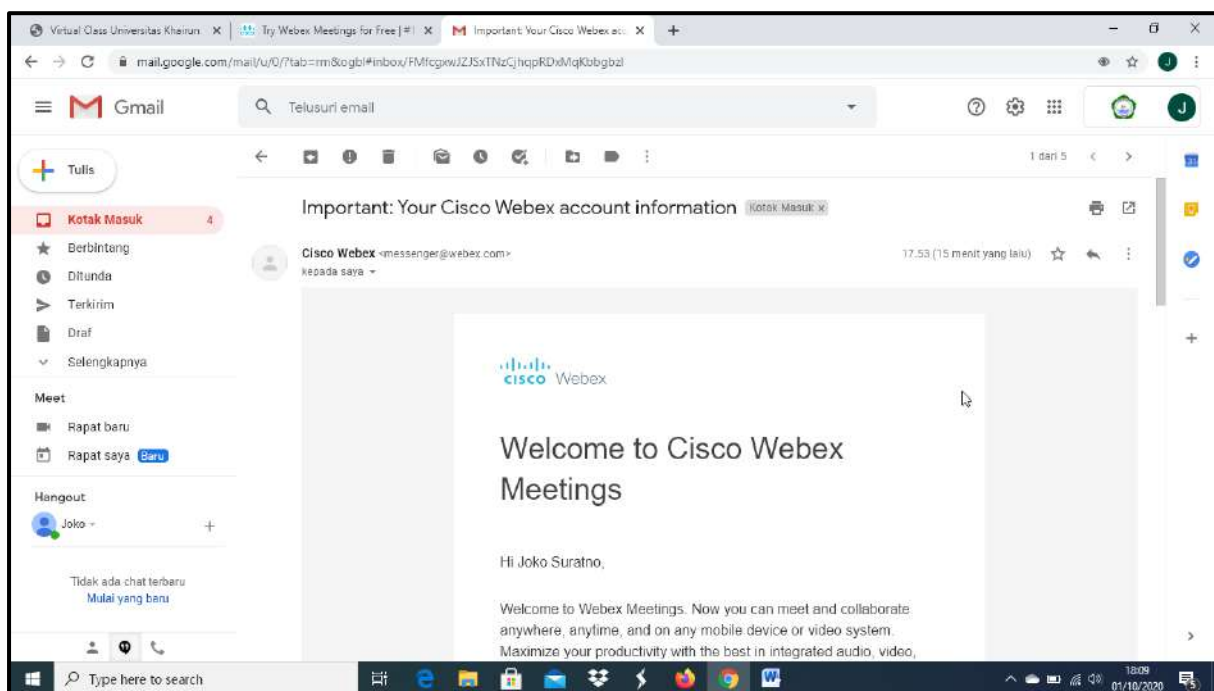 Virtual Class Universitas Khairun
Try Webex Meetings for Free | #1
Important: Your Cisco Webex acc
mail.google.com/mail/u/0/?tab=rm&ogbl#inbox/
Gmail
Telusuri email
J
Tulis
1 dari 5
Important: Your Cisco Webex account information Kotak Masuk x
Kotak Masuk 4
Berbintang
Ditunda
Terkirim
Draf
Selengkapnya
Cisco Webex <messenger@webex.com>
17.53 (15 menit yang lalu)
kepada saya
cisco Webex
Meet
Rapat baru
Rapat saya Baru
Welcome to Cisco Webex
Meetings
Hangout
Joko
Hi Joko Suratno,
Tidak ada chat terbaru
Mulai yang baru
Welcome to Webex Meetings. Now you can meet and collaborate
anywhere, anytime, and on any mobile device or video system.
Maximize your productivity with the best in integrated audio, video,
Type here to search
18:09
01/10/2020